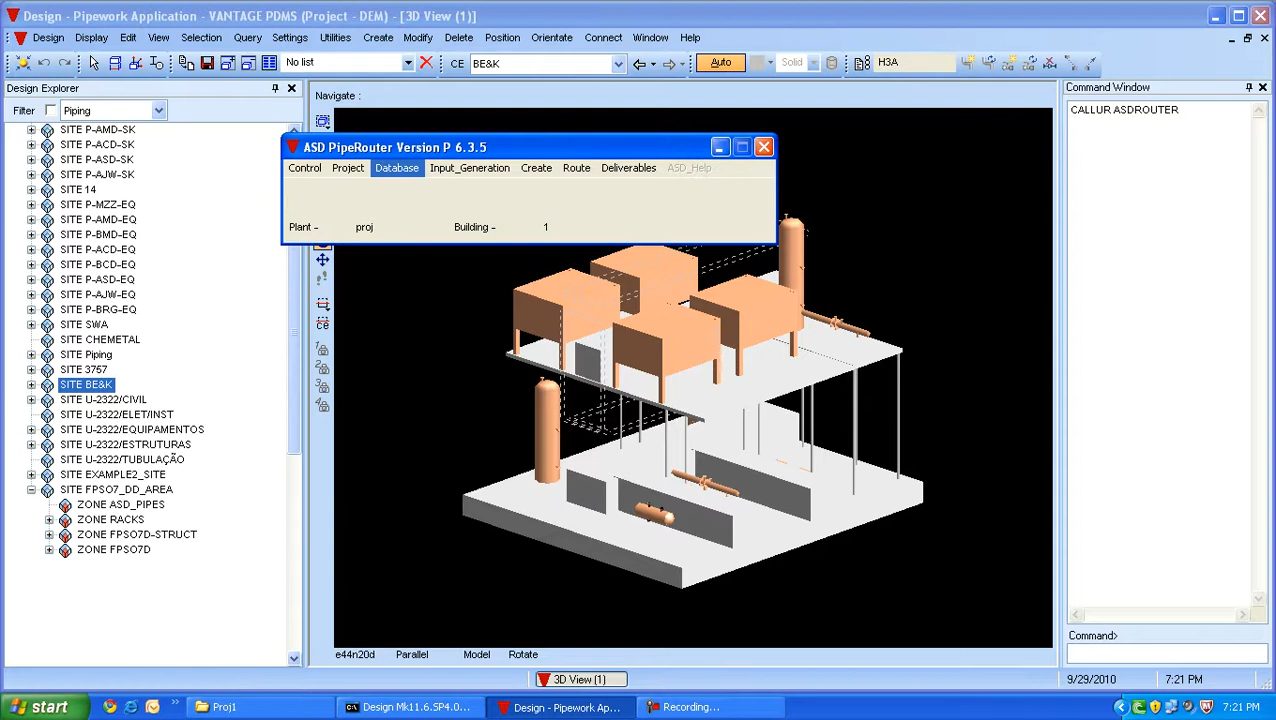 Design - Pipework Application - VANTAGE PDMS (Project - DEM) - [3D View (1)]
Design Display Edit View Selection Query Settings Utilities Create Modify Delete Position Orientate Connect Window Help
No list CE BE&K Auto Solid H3A
Design Explorer
Filter Piping
SITE P-AMD-SK
SITE P-ACD-SK
SITE P-ASD-SK
SITE P-AJW-SK
SITE 14
SITE P-MZZ-EQ
SITE P-AMD-EQ
SITE P-BMD-EQ
SITE P-ACD-EQ
SITE P-BCD-EQ
SITE P-ASD-EQ
SITE P-AJW-EQ
SITE P-BRG-EQ
SITE SWA
SITE CHEMETAL
SITE Piping
SITE 3757
SITE BE&K
SITE U-2322/CIVIL
SITE U-2322/ELET/INST
SITE U-2322/EQUIPAMENTOS
SITE U-2322/ESTRUTURAS
SITE U-2322/TUBULAÇÃO
SITE EXAMPLE2_SITE
SITE FPSO7_DD_AREA
ZONE ASD_PIPES
ZONE RACKS
ZONE FPSO7D-STRUCT
ZONE FPSO7D
Navigate :
ASD PipeRouter Version P 6.3.5
Control Project Database Input_Generation Create Route Deliverables ASD_Help
Plant - proj Building - 1
CE
1
2
3
4
e44n20d Parallel Model Rotate
3D View (1)
Command Window
CALLUR ASDROUTER
Command>
9/29/2010 7:21 PM
start Proj1 Design Mk11.6.SP4.0... Design - Pipework Ap... Recording... 7:21 PM